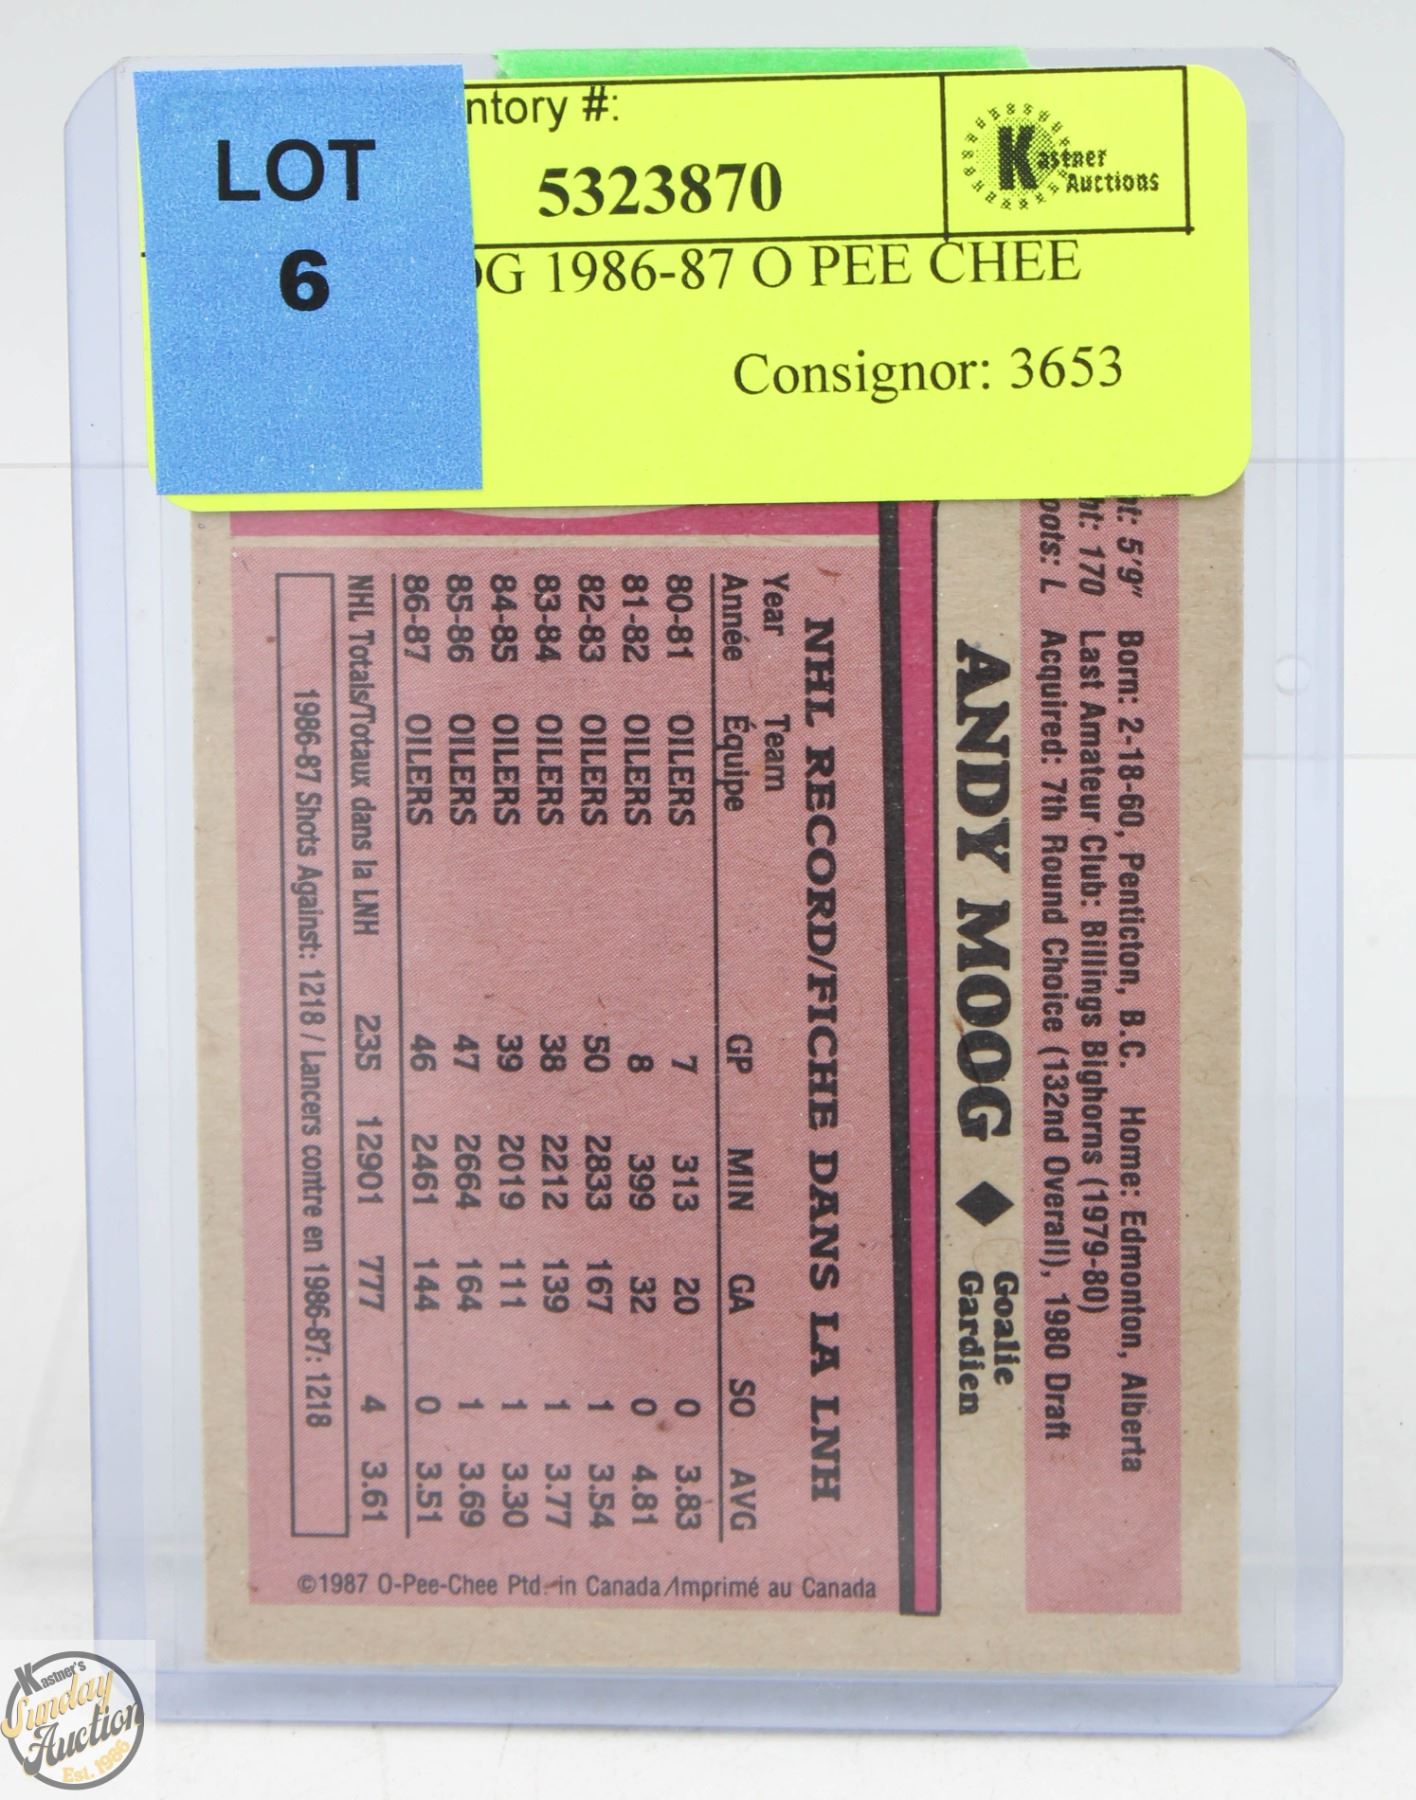 LOT
6
ntory #:
5323870
Kastner
Auctions
OG 1986-87 O PEE CHEE
Consignor: 3653
ht: 5'9" Born: 2-18-60, Penticton, B.C. Home: Edmonton, Alberta
ht: 170 Last Amateur Club: Billings Bighorns (1979-80)
oots: L Acquired: 7th Round Choice (132nd Overall), 1980 Draft
ANDY MOOG ◆ Goalie
Gardien
NHL RECORD/FICHE DANS LA LNH
Year Team
Année Équipe GP MIN GA SO AVG
80-81 OILERS 7 313 20 0 3.83
81-82 OILERS 8 399 32 0 4.81
82-83 OILERS 50 2833 167 1 3.54
83-84 OILERS 38 2212 139 1 3.77
84-85 OILERS 39 2019 111 1 3.30
85-86 OILERS 47 2664 164 1 3.69
86-87 OILERS 46 2461 144 0 3.51
NHL Totals/Totaux dans la LNH 235 12901 777 4 3.61
1986-87 Shots Against: 1218 / Lancers contre en 1986-87: 1218
©1987 O-Pee-Chee Ptd. in Canada/Imprimé au Canada
Kastner's
Sunday
Auction
Est. 1986